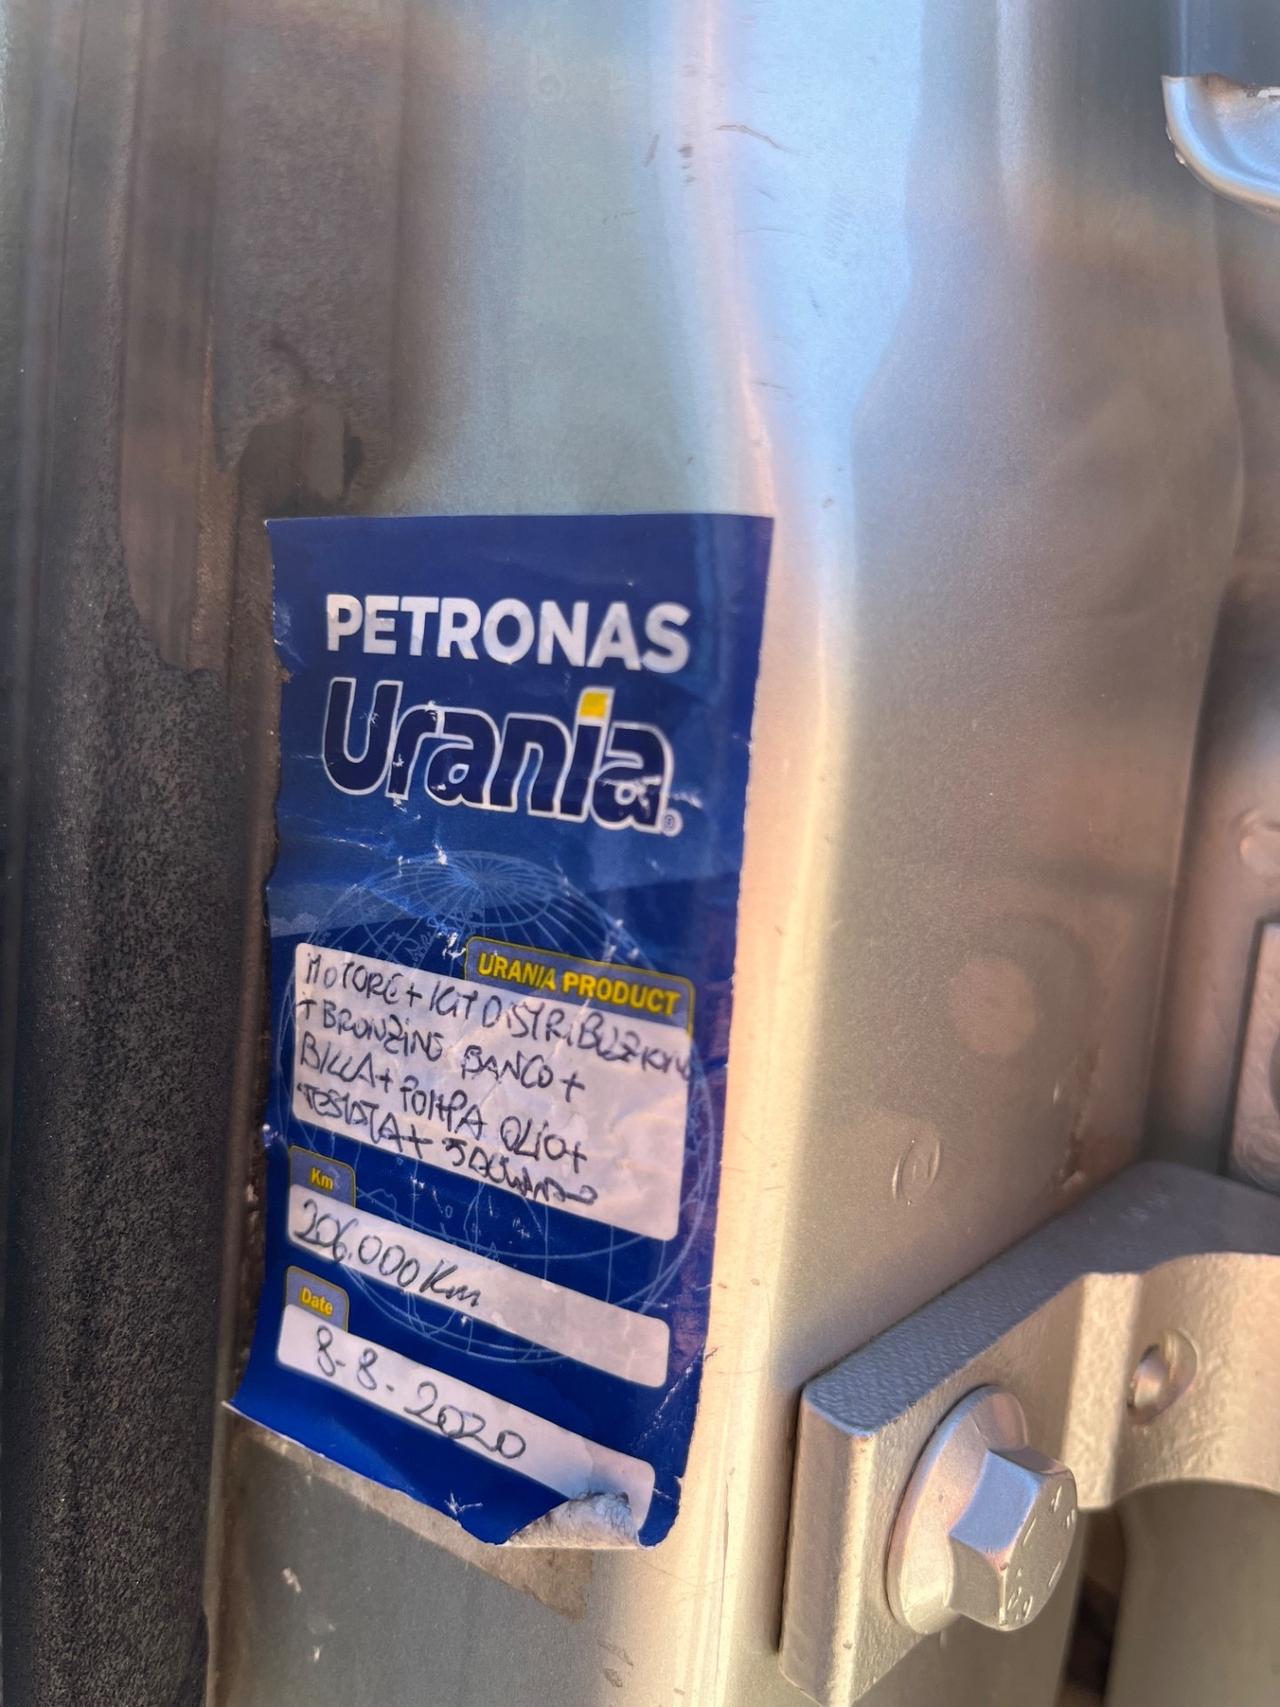 PETRONAS
Urania®
URANIA PRODUCT
MOTORE + KIT DISTRIBUZIONE
+ BRONZINE BANCO +
BIELLA + POMPA OLIO +
TESTATA +
Km
206.000 Km
Date
8-8-2020